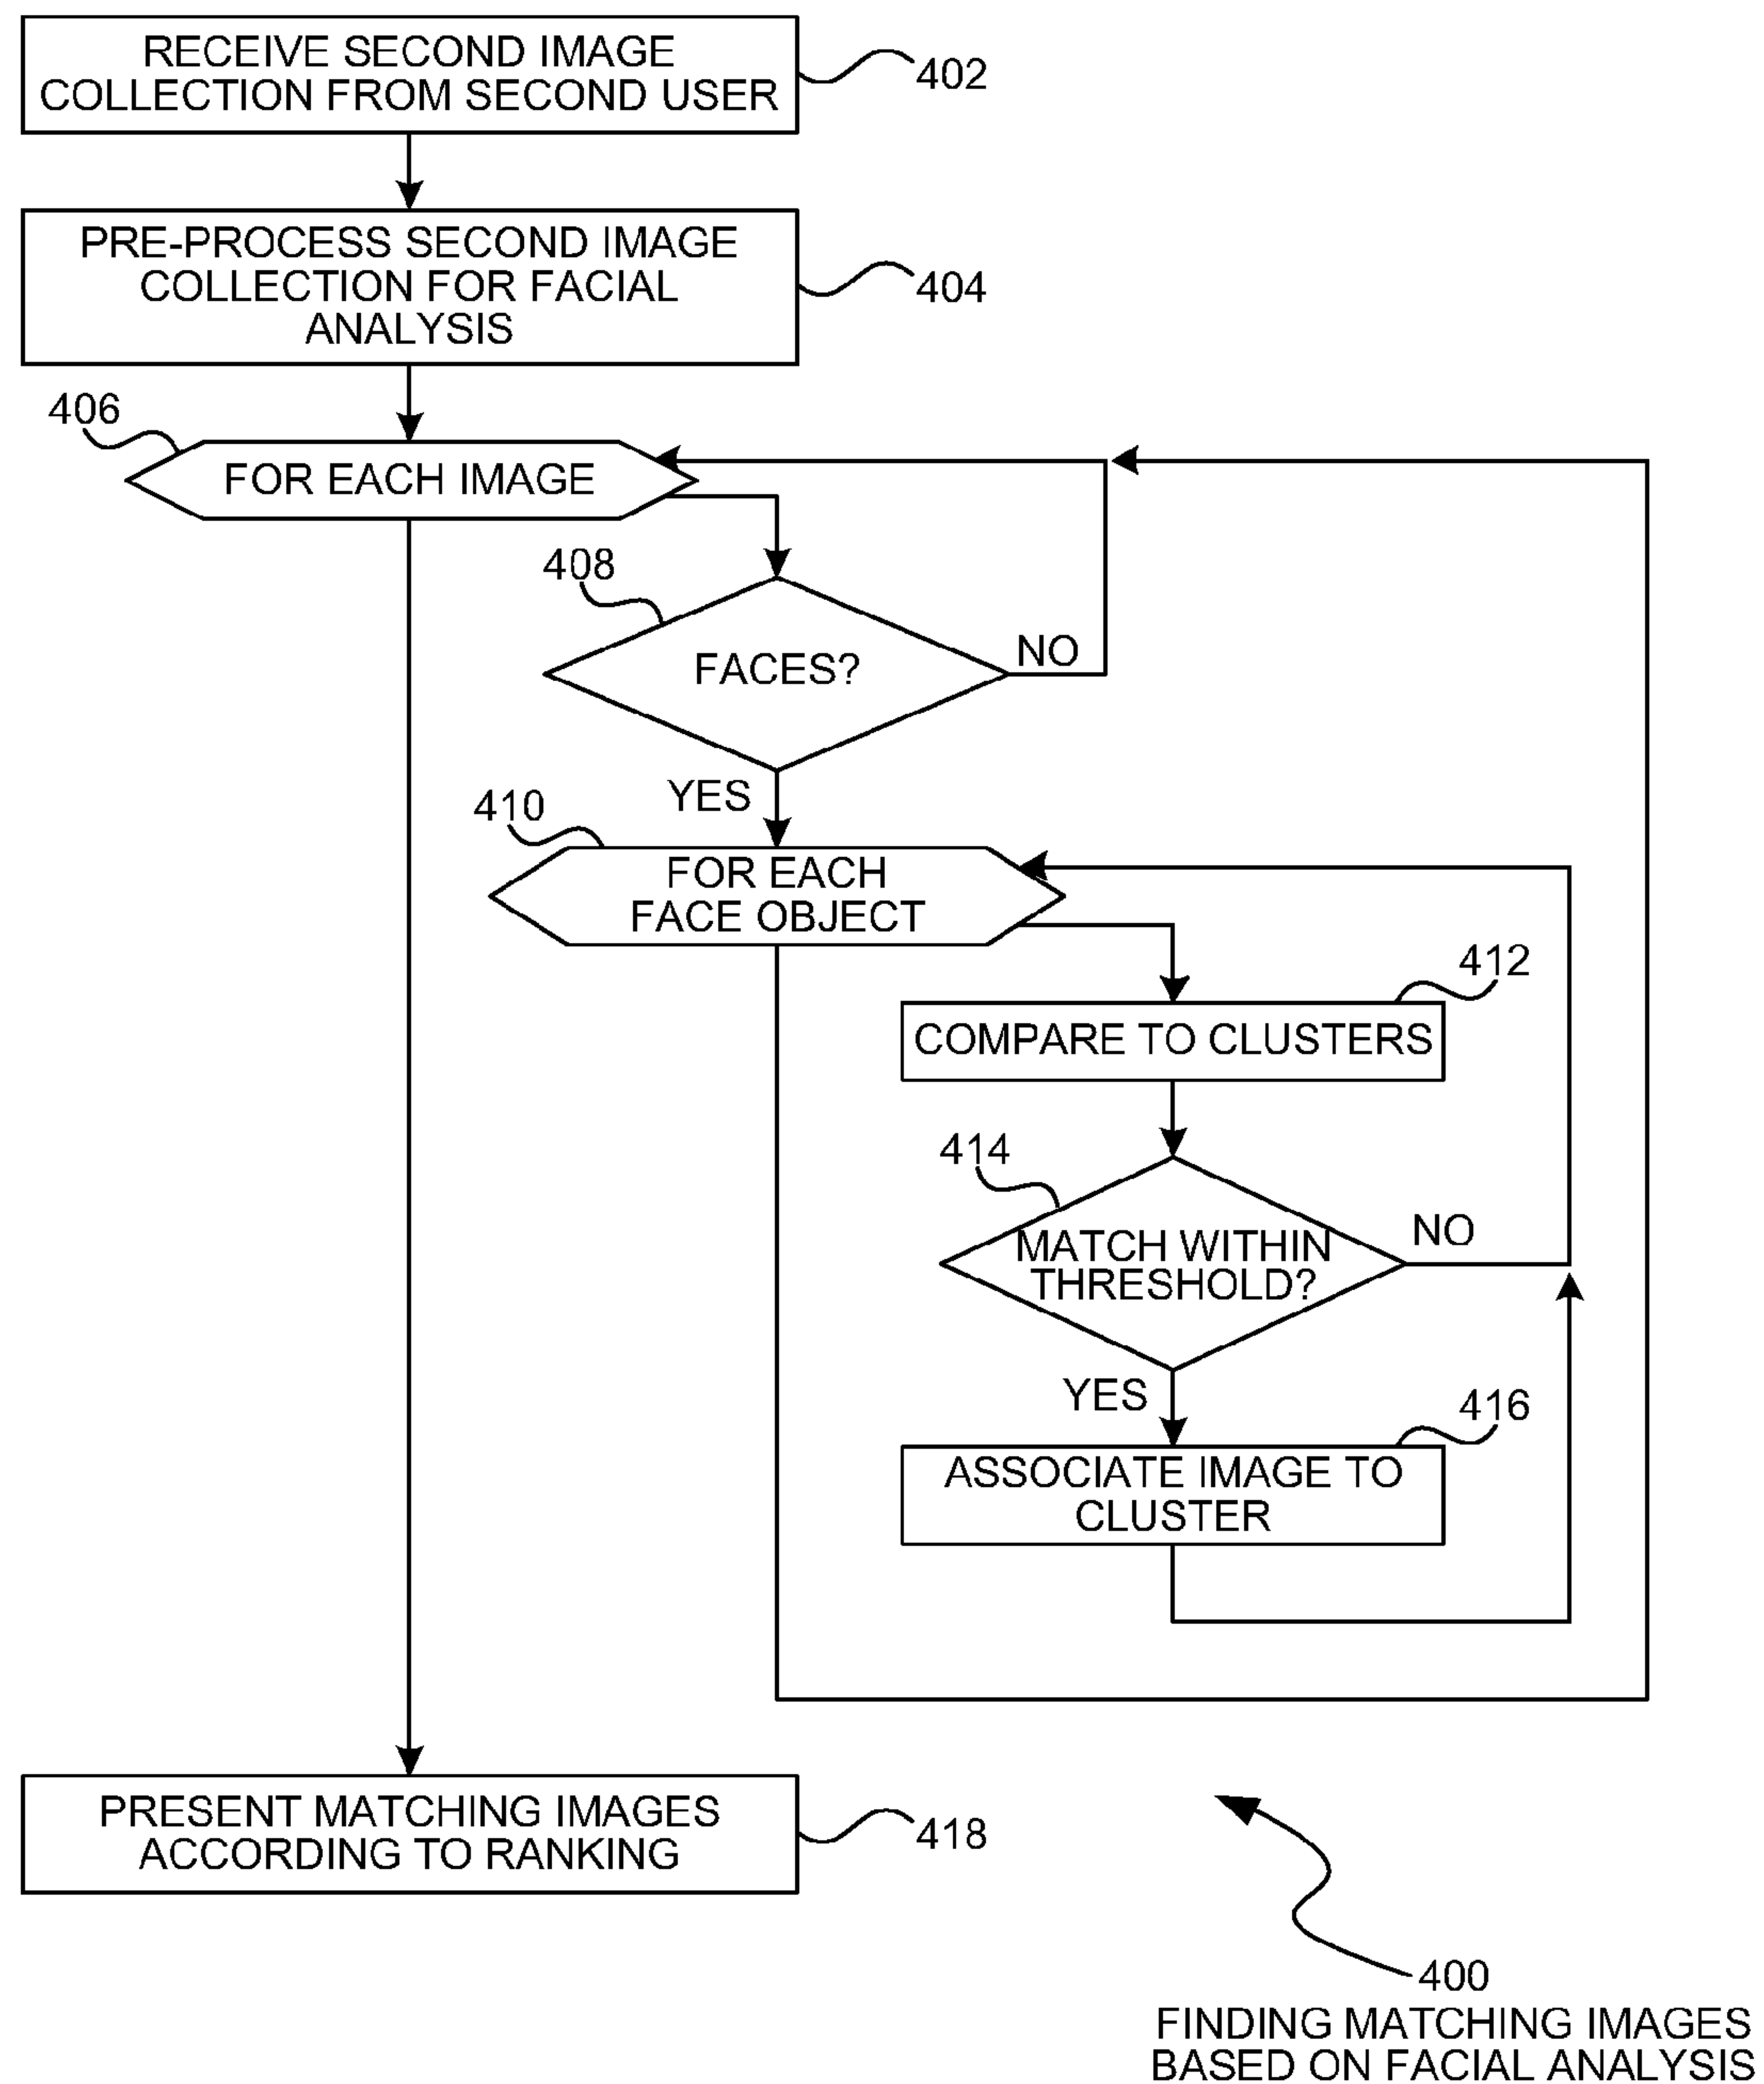 RECEIVE SECOND IMAGE
COLLECTION FROM SECOND USER
402
PRE-PROCESS SECOND IMAGE
COLLECTION FOR FACIAL
ANALYSIS
404
406
FOR EACH IMAGE
408
FACES?
NO
YES
410
FOR EACH
FACE OBJECT
412
COMPARE TO CLUSTERS
414
MATCH WITHIN
THRESHOLD?
NO
YES
416
ASSOCIATE IMAGE TO
CLUSTER
PRESENT MATCHING IMAGES
ACCORDING TO RANKING
418
400
FINDING MATCHING IMAGES
BASED ON FACIAL ANALYSIS